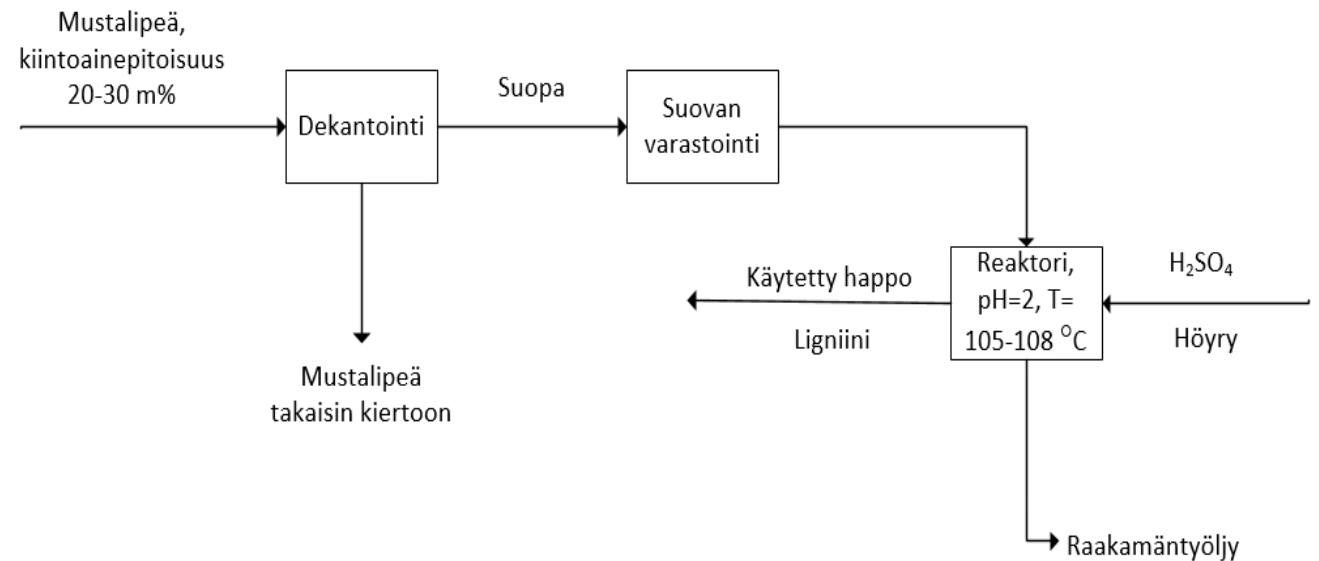 Mustalipeä,
kiintoainepitoisuus
20-30 m%
Dekantointi
Suopa
Suovan
varastointi
Mustalipeä
takaisin kiertoon
Käytetty happo
Ligniini
Reaktori,
pH=2, T=
105-108 °C
H₂SO₄
Höyry
Raakamäntyöljy